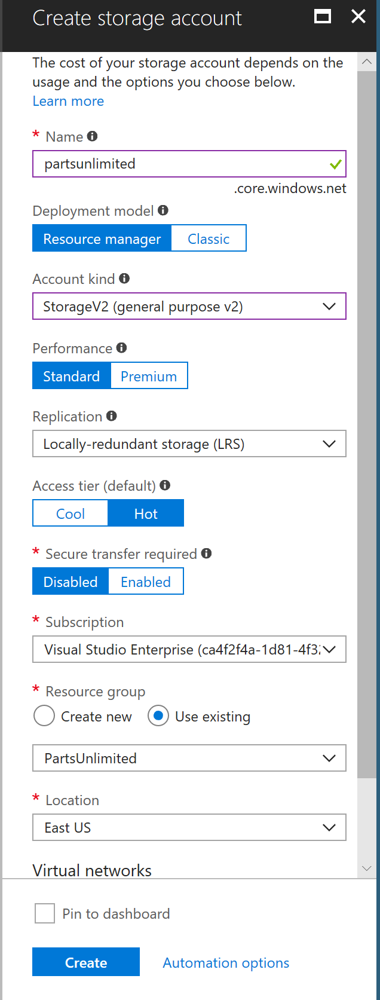 Create storage account
The cost of your storage account depends on the
usage and the options you choose below.
Learn more
* Name
partsunlimited
.core.windows.net
Deployment model
Resource manager Classic
Account kind
StorageV2 (general purpose v2)
Performance
Standard Premium
Replication
Locally-redundant storage (LRS)
Access tier (default)
Cool Hot
* Secure transfer required
Disabled Enabled
* Subscription
Visual Studio Enterprise (ca4f2f4a-1d81-4f3
* Resource group
Create new Use existing
PartsUnlimited
* Location
East US
Virtual networks
Pin to dashboard
Create Automation options